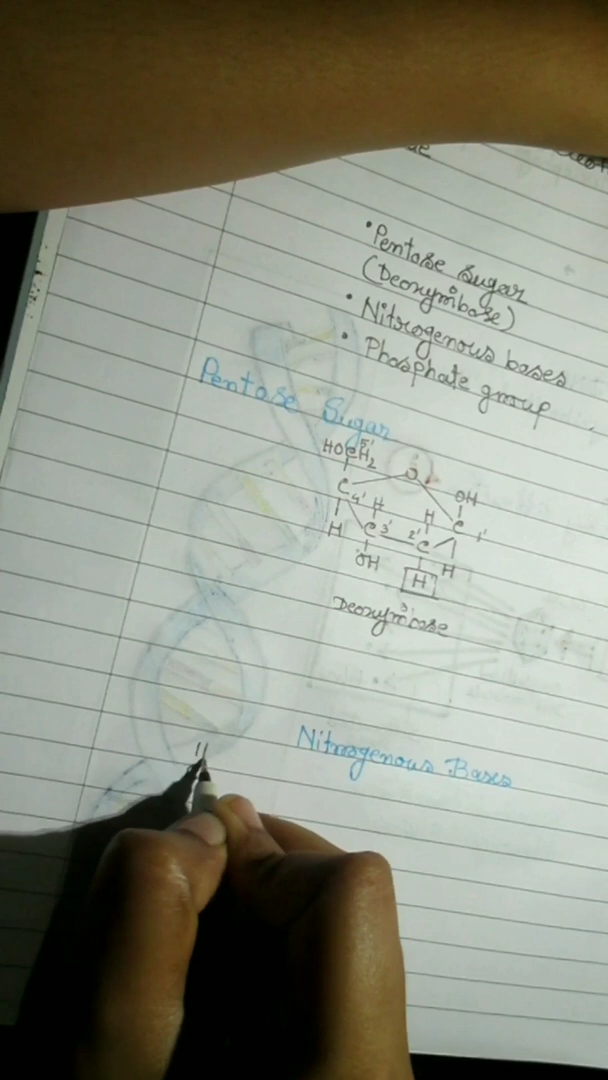 • Pentose Sugar
(Deoxyribose)
• Nitrogenous bases
• Phosphate group
Pentose Sugar
HOCH2 5'
O
OH
C 4' H H C 1'
H C 3' 2' C
OH H H
Deoxyribose
Nitrogenous Bases